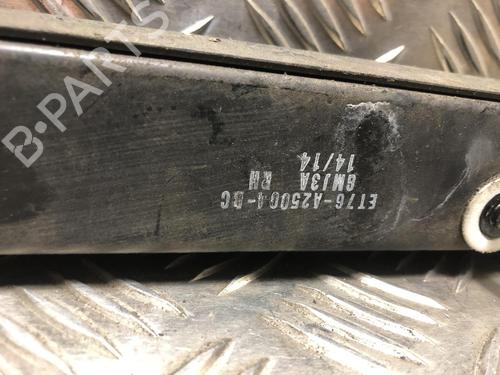 B-PARTS
ET76-A25004-BC
8MJ3A RH
14/14